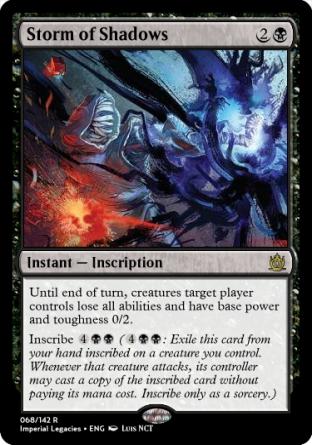 Storm of Shadows 2
Instant — Inscription
Until end of turn, creatures target player
controls lose all abilities and have base power
and toughness 0/2.
Inscribe 4 (4 : Exile this card from
your hand inscribed on a creature you control.
Whenever that creature attacks, its controller
may cast a copy of the inscribed card without
paying its mana cost. Inscribe only as a sorcery.)
068/142 R
Imperial Legacies • ENG Luis NCT